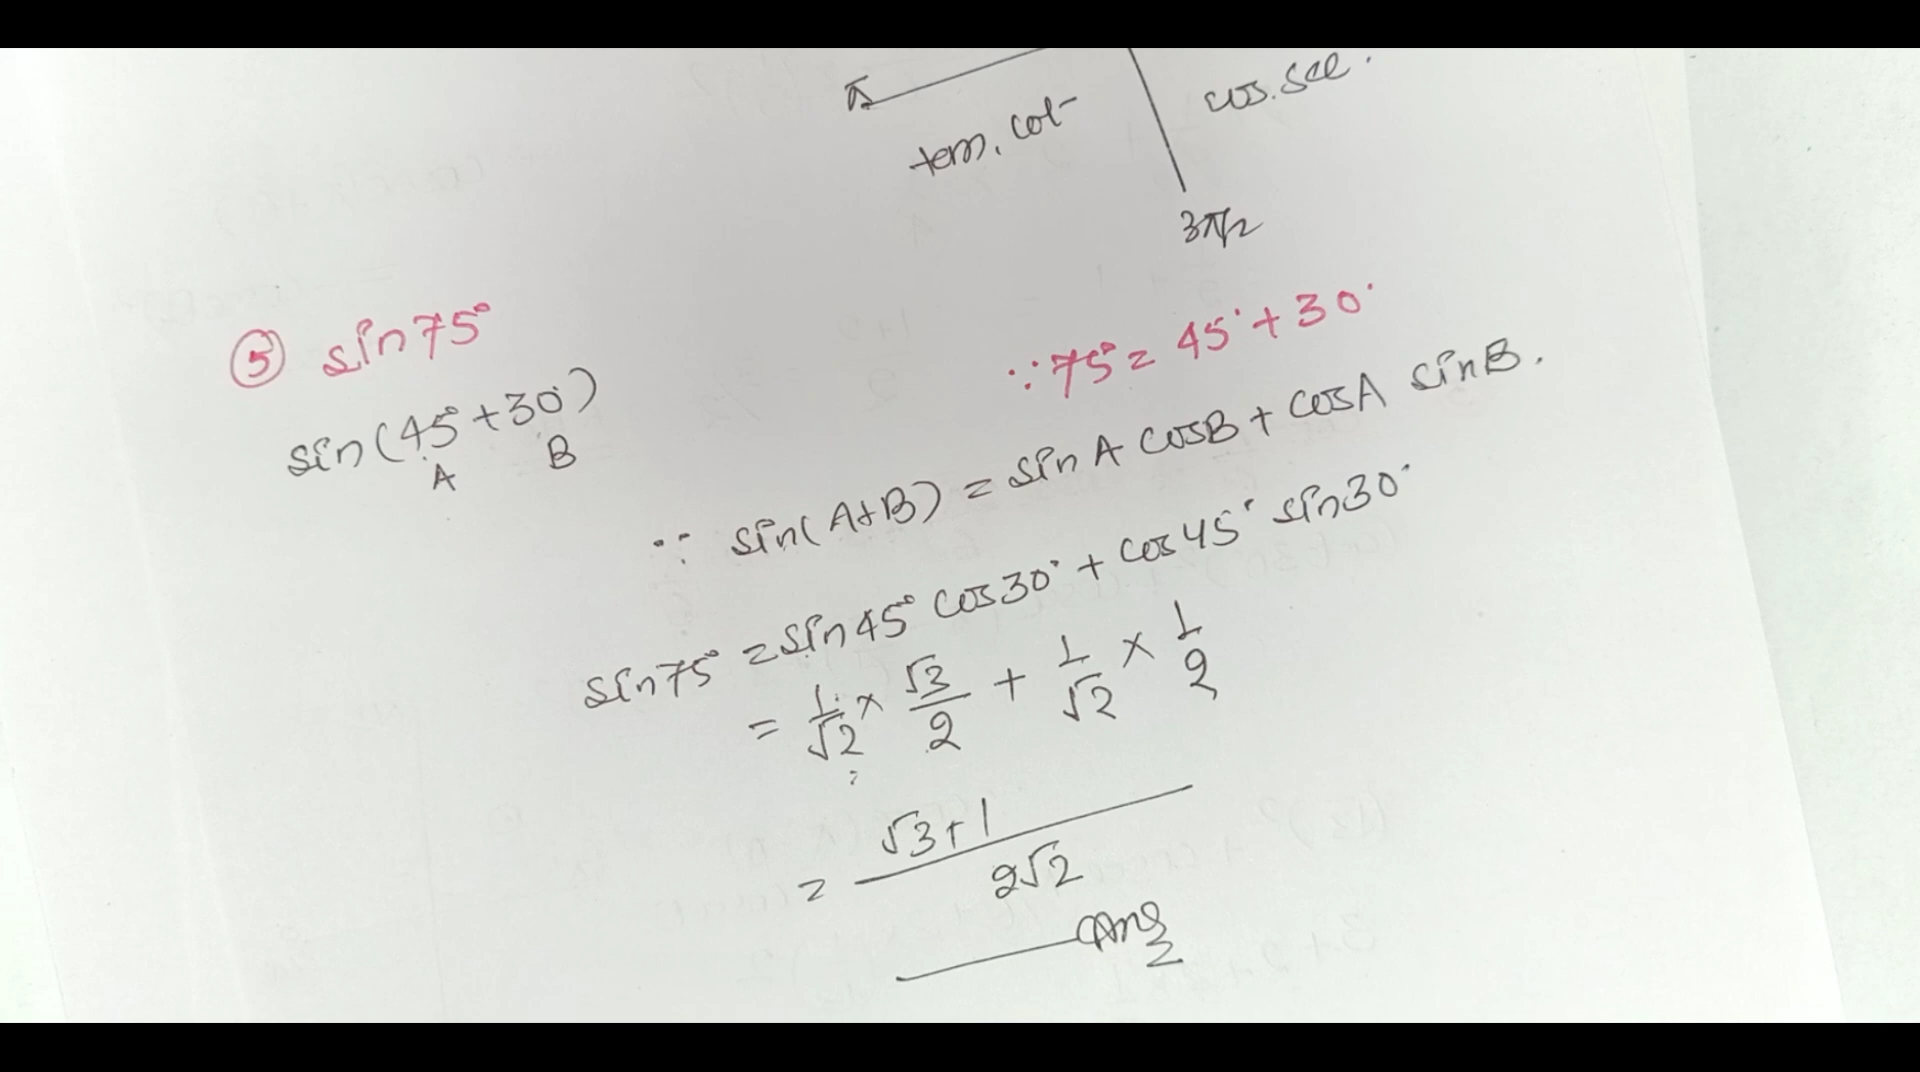 π
tan, cot
cos. sec.
3π/2
⑤ sin75°
∵ 75° = 45° + 30°
sin(45° + 30°)
A B
∵ sin(A+B) = sin A cosB + cosA sinB.
sin75° = sin45° cos30° + cos45° sin30°
= 1/√2 × √3/2 + 1/√2 × 1/2
= √3+1/2√2
Ans